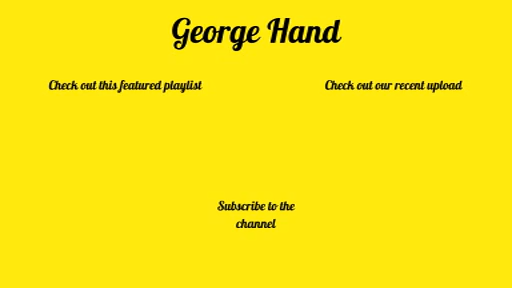 George Hand
Check out this featured playlist
Check out our recent upload
Subscribe to the
channel